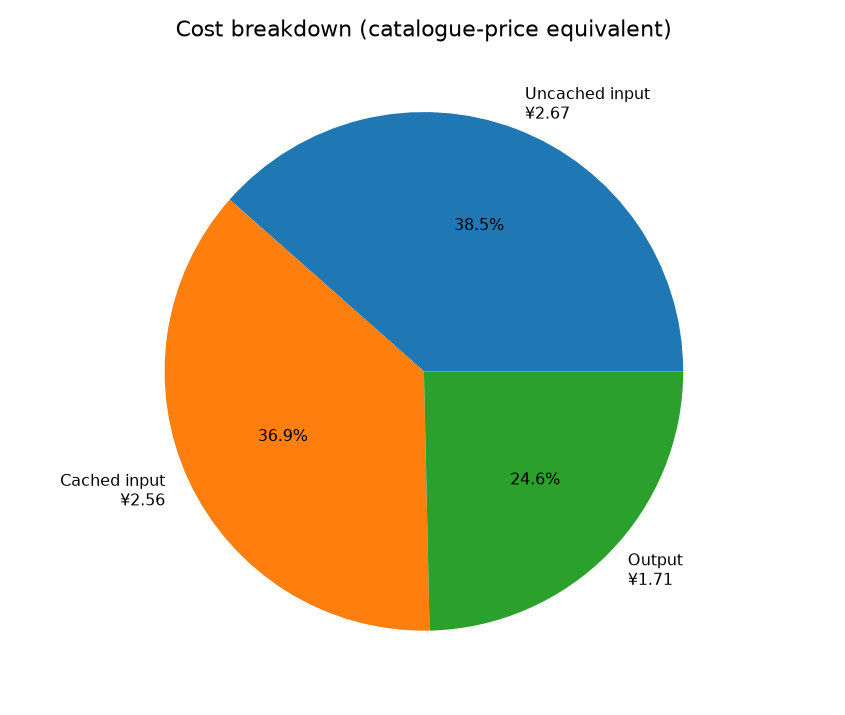 Cost breakdown (catalogue-price equivalent)
Uncached input
¥2.67
38.5%
36.9%
Cached input
¥2.56
24.6%
Output
¥1.71